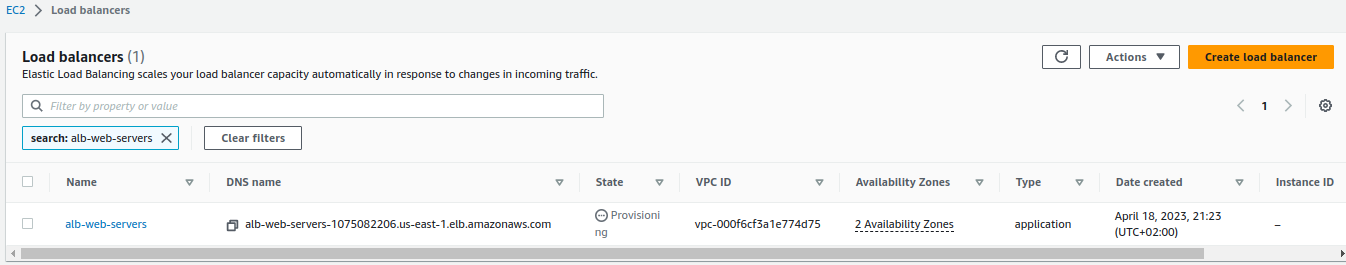 EC2 > Load balancers
Load balancers (1)
Elastic Load Balancing scales your load balancer capacity automatically in response to changes in incoming traffic.
Actions
Create load balancer
Filter by property or value
1
search: alb-web-servers
Clear filters
Name DNS name State VPC ID Availability Zones Type Date created Instance ID
alb-web-servers alb-web-servers-1075082206.us-east-1.elb.amazonaws.com Provisioni
ng vpc-000f6cf3a1e774d75 2 Availability Zones application April 18, 2023, 21:23
(UTC+02:00) –